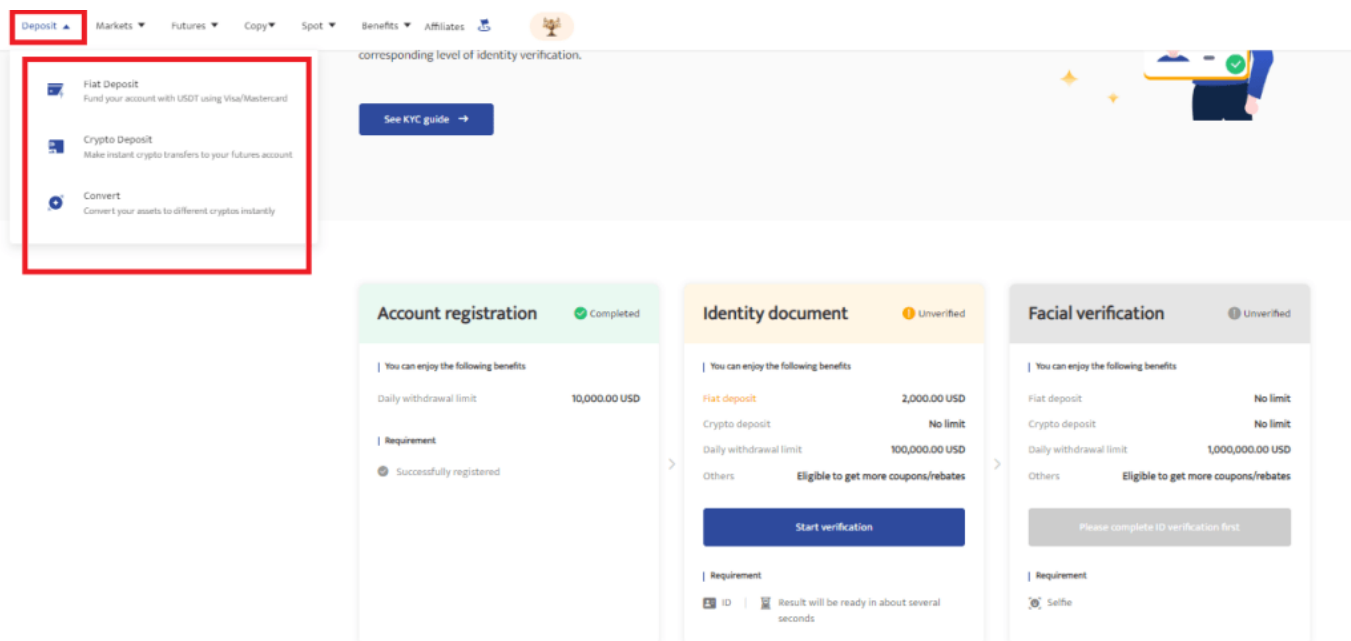 Deposit Markets Futures Copy Spot Benefits Affiliates
corresponding level of identity verification.
Fiat Deposit
Fund your account with USDT using Visa/Mastercard
Crypto Deposit
Make instant crypto transfers to your futures account
Convert
Convert your assets to different cryptos instantly
See KYC guide →
Account registration Completed
You can enjoy the following benefits
Daily withdrawal limit 10,000.00 USD
Requirement
Successfully registered
Identity document Unverified
You can enjoy the following benefits
Fiat deposit 2,000.00 USD
Crypto deposit No limit
Daily withdrawal limit 100,000.00 USD
Others Eligible to get more coupons/rebates
Start verification
Requirement
ID Result will be ready in about several
seconds
Facial verification Unverified
You can enjoy the following benefits
Fiat deposit No limit
Crypto deposit No limit
Daily withdrawal limit 1,000,000.00 USD
Others Eligible to get more coupons/rebates
Please complete ID verification first
Requirement
Selfie